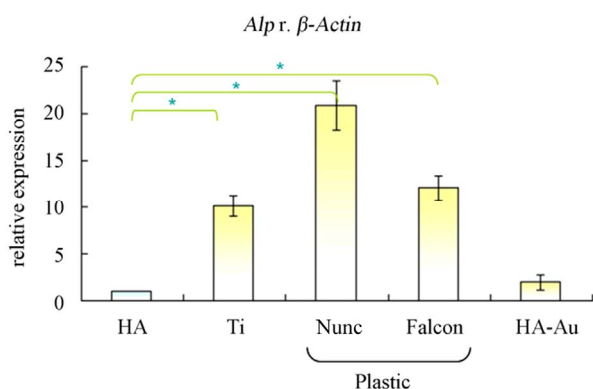 Alp r. β-Actin
25
*
*
20
*
15
10
5
0
relative expression
HA Ti Nunc Falcon HA-Au
Plastic